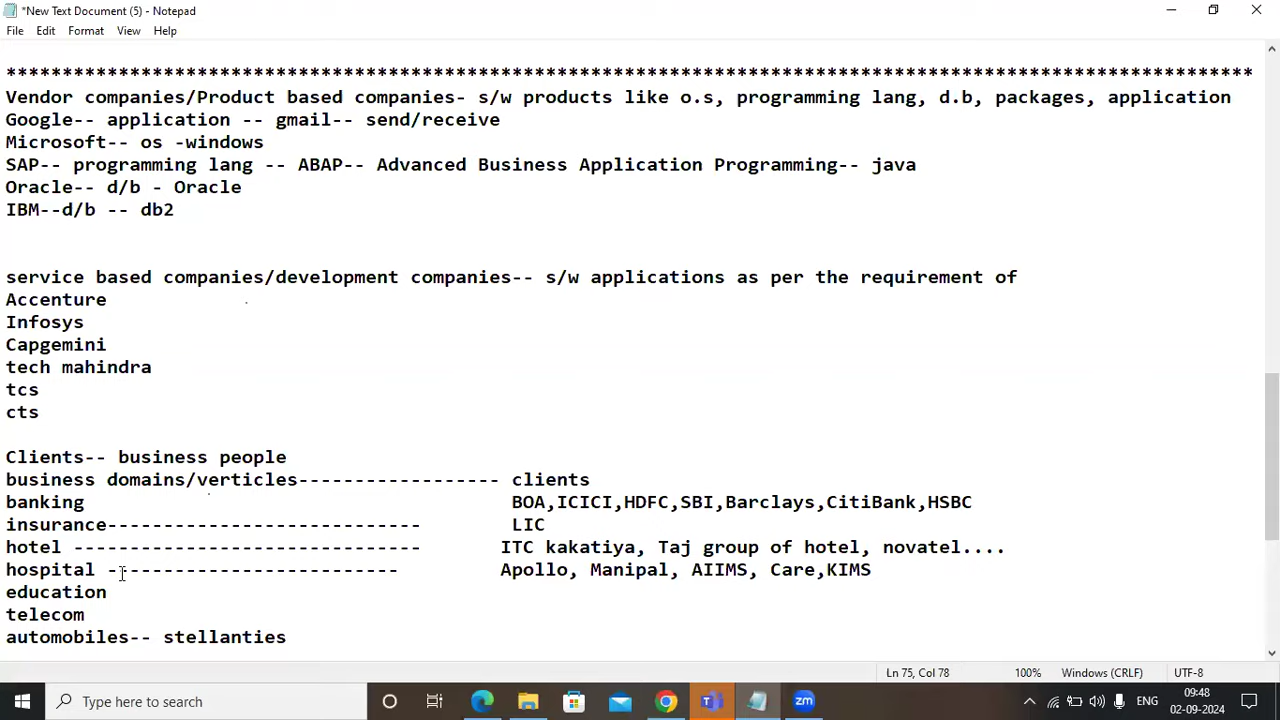 *New Text Document (5) - Notepad
File Edit Format View Help
***************************************************************************************************************
Vendor companies/Product based companies- s/w products like o.s, programming lang, d.b, packages, application
Google-- application -- gmail-- send/receive
Microsoft-- os -windows
SAP-- programming lang -- ABAP-- Advanced Business Application Programming-- java
Oracle-- d/b - Oracle
IBM--d/b -- db2
service based companies/development companies-- s/w applications as per the requirement of
Accenture
Infosys
Capgemini
tech mahindra
tcs
cts
Clients-- business people
business domains/verticles------------------ clients
banking BOA,ICICI,HDFC,SBI,Barclays,CitiBank,HSBC
insurance---------------------------- LIC
hotel ------------------------------- ITC kakatiya, Taj group of hotel, novatel....
hospital -------------------------- Apollo, Manipal, AIIMS, Care,KIMS
education
telecom
automobiles-- stellanties
Ln 75, Col 78 100% Windows (CRLF) UTF-8
Type here to search
ENG
09:48
02-09-2024